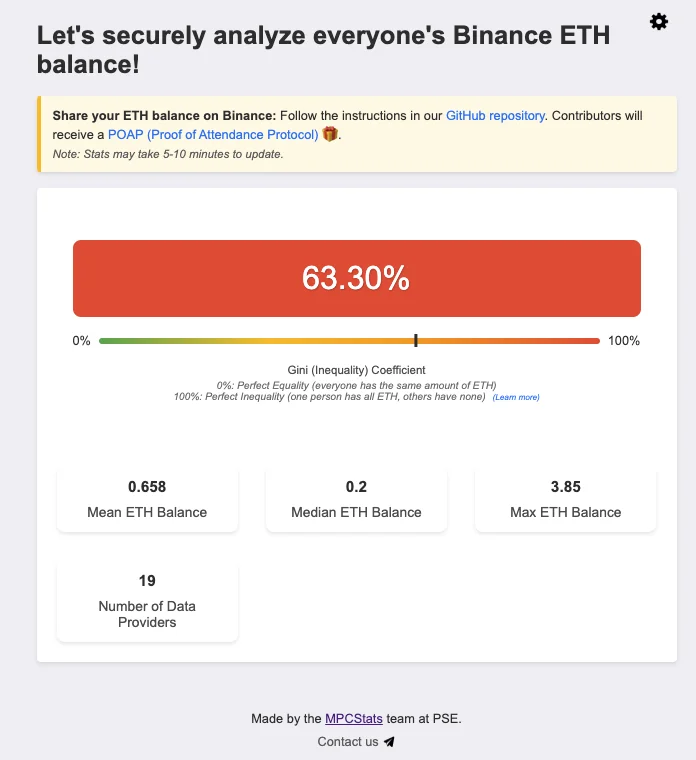 Let's securely analyze everyone's Binance ETH
balance!
Share your ETH balance on Binance: Follow the instructions in our GitHub repository. Contributors will
receive a POAP (Proof of Attendance Protocol) 🎁.
Note: Stats may take 5-10 minutes to update.
63.30%
0% 100%
Gini (Inequality) Coefficient
0%: Perfect Equality (everyone has the same amount of ETH)
100%: Perfect Inequality (one person has all ETH, others have none) (Learn more)
0.658
Mean ETH Balance
0.2
Median ETH Balance
3.85
Max ETH Balance
19
Number of Data
Providers
Made by the MPCStats team at PSE.
Contact us